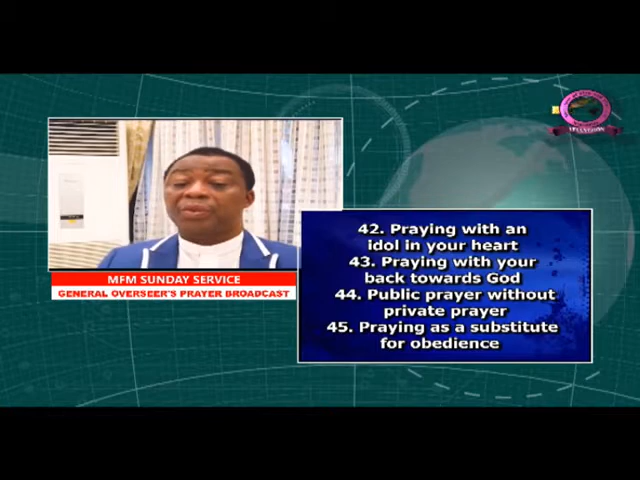 MFM SUNDAY SERVICE
GENERAL OVERSEER'S PRAYER BROADCAST
42. Praying with an
idol in your heart
43. Praying with your
back towards God
44. Public prayer without
private prayer
45. Praying as a substitute
for obedience